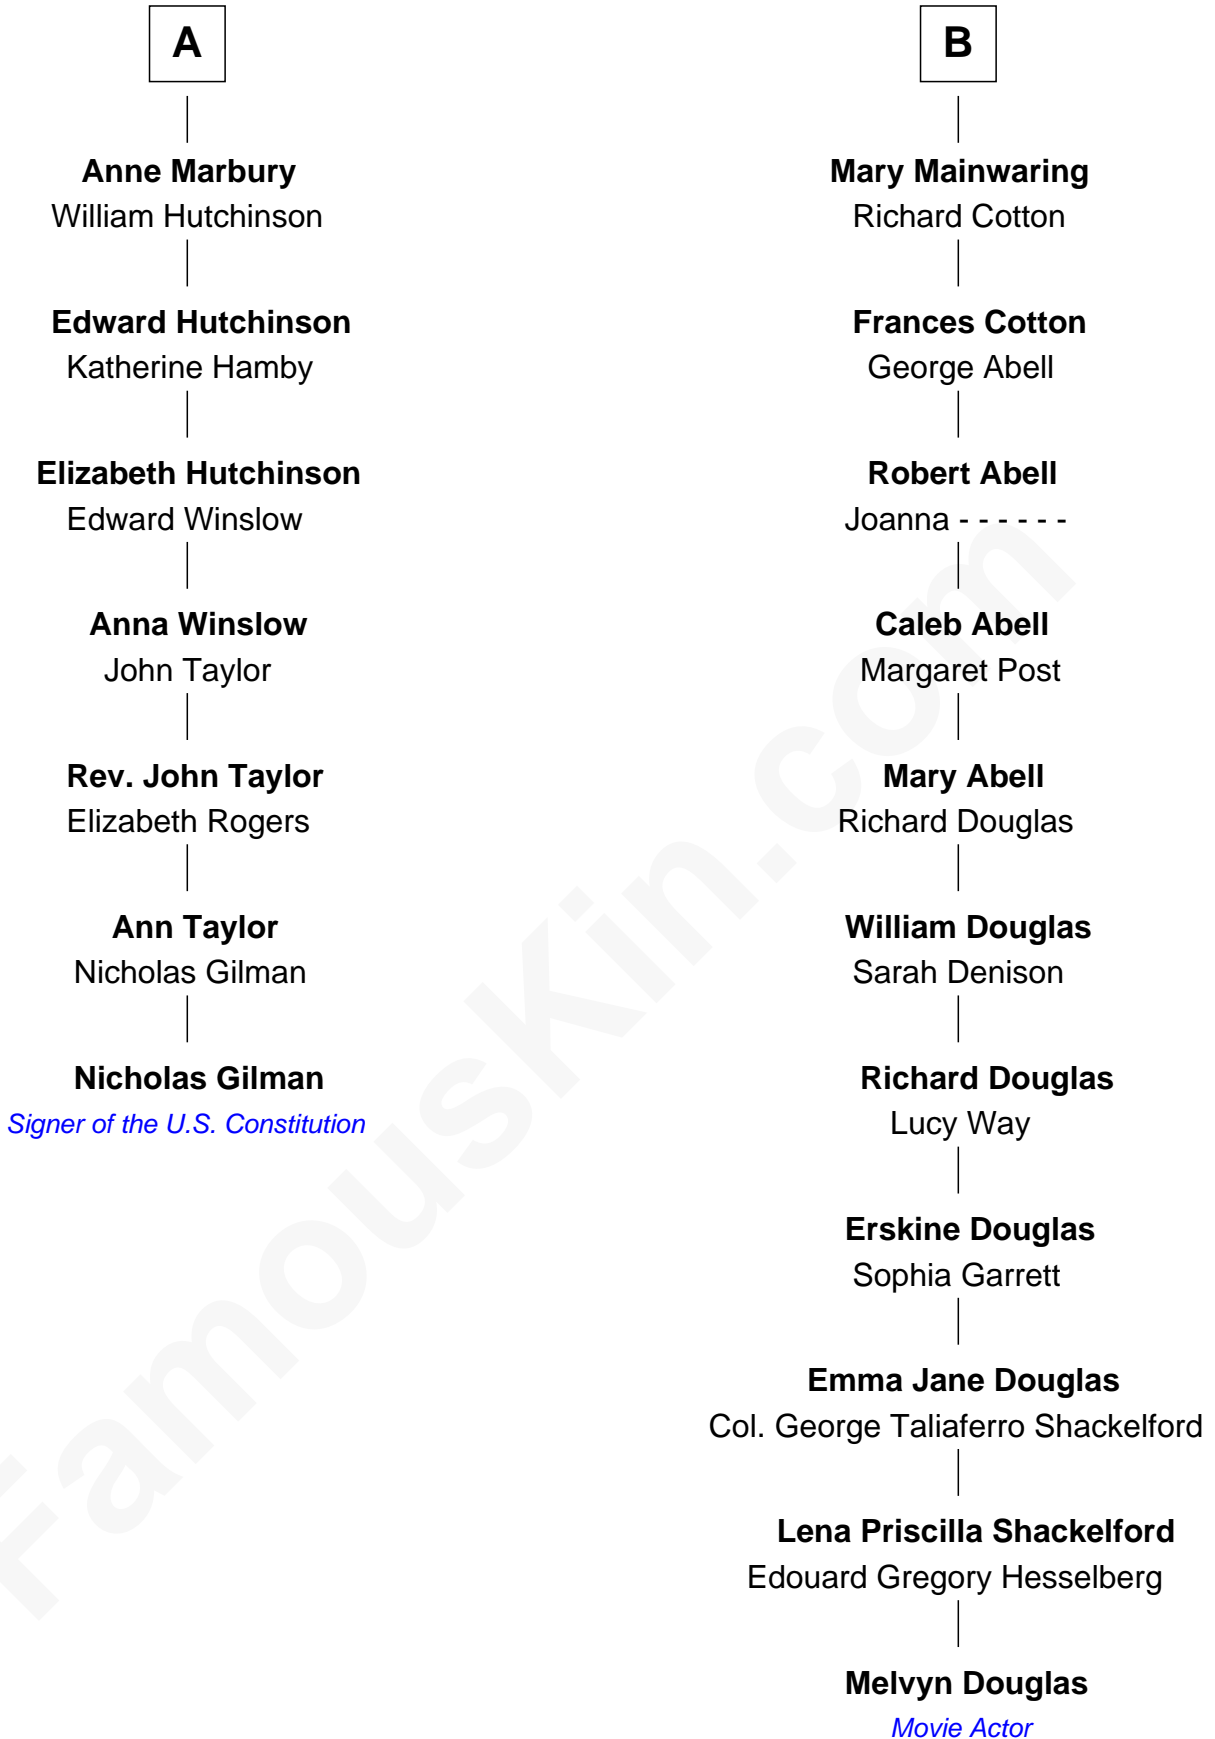 A
Anne Marbury
William Hutchinson
Edward Hutchinson
Katherine Hamby
Elizabeth Hutchinson
Edward Winslow
Anna Winslow
John Taylor
Rev. John Taylor
Elizabeth Rogers
Ann Taylor
Nicholas Gilman
Nicholas Gilman
Signer of the U.S. Constitution
B
Mary Mainwaring
Richard Cotton
Frances Cotton
George Abell
Robert Abell
Joanna - - - - - -
Caleb Abell
Margaret Post
Mary Abell
Richard Douglas
William Douglas
Sarah Denison
Richard Douglas
Lucy Way
Erskine Douglas
Sophia Garrett
Emma Jane Douglas
Col. George Taliaferro Shackelford
Lena Priscilla Shackelford
Edouard Gregory Hesselberg
Melvyn Douglas
Movie Actor
FamousKin.com